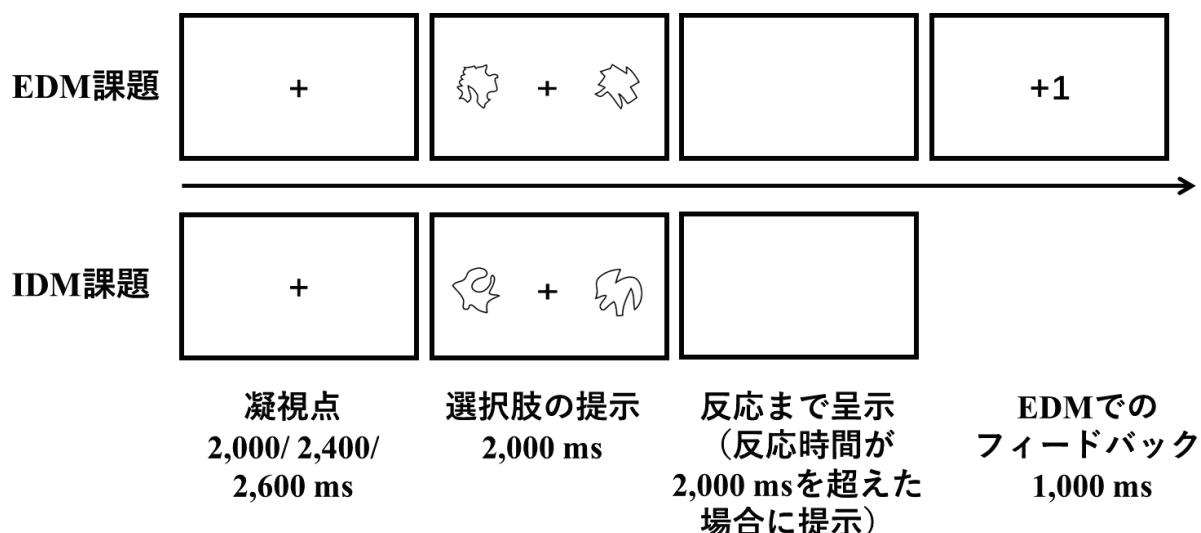 EDM課題
+
+
+1
IDM課題
+
+
凝視点
2,000/ 2,400/
2,600 ms
選択肢の提示
2,000 ms
反応まで呈示
（反応時間が
2,000 msを超えた
場合に提示）
EDMでの
フィードバック
1,000 ms